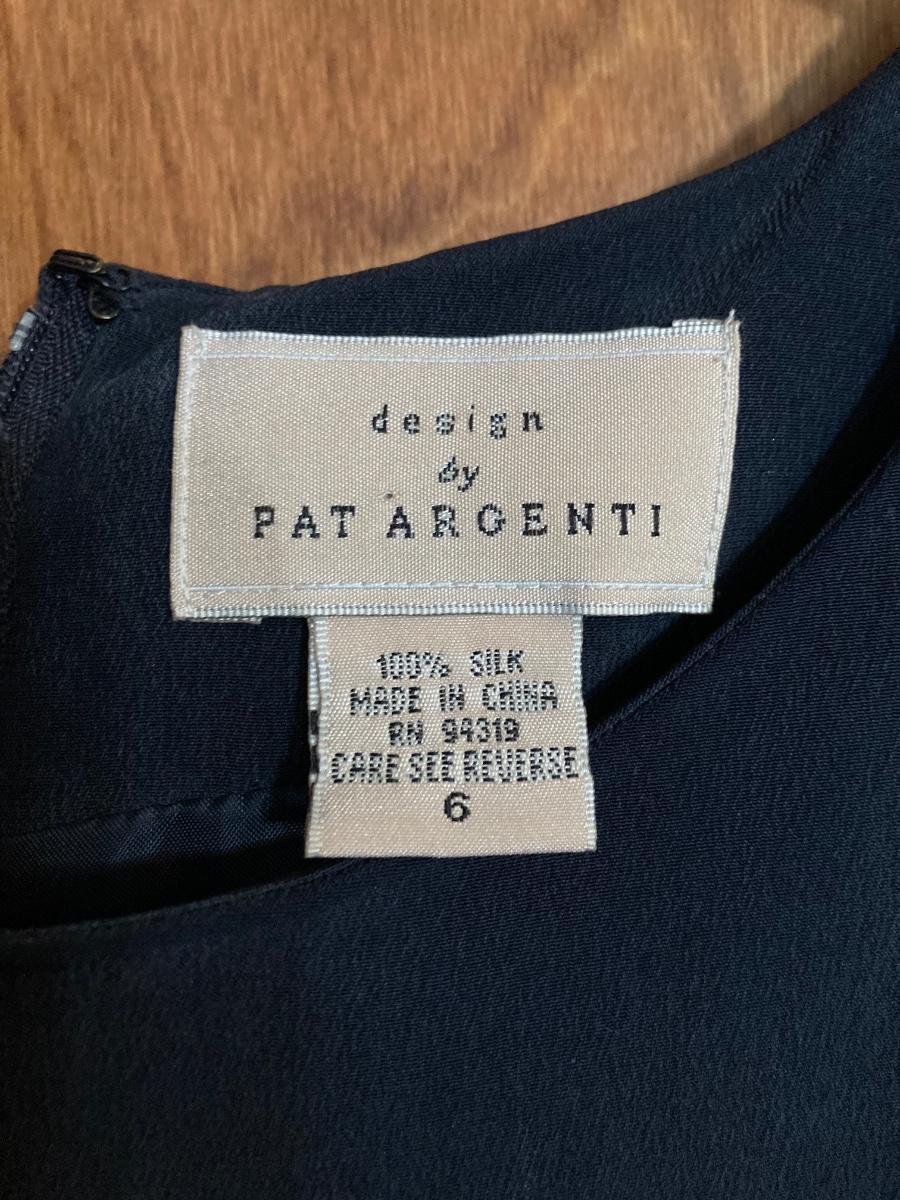 design
by
PAT ARGENTI
100% SILK
MADE IN CHINA
RN 94319
CARE SEE REVERSE
6